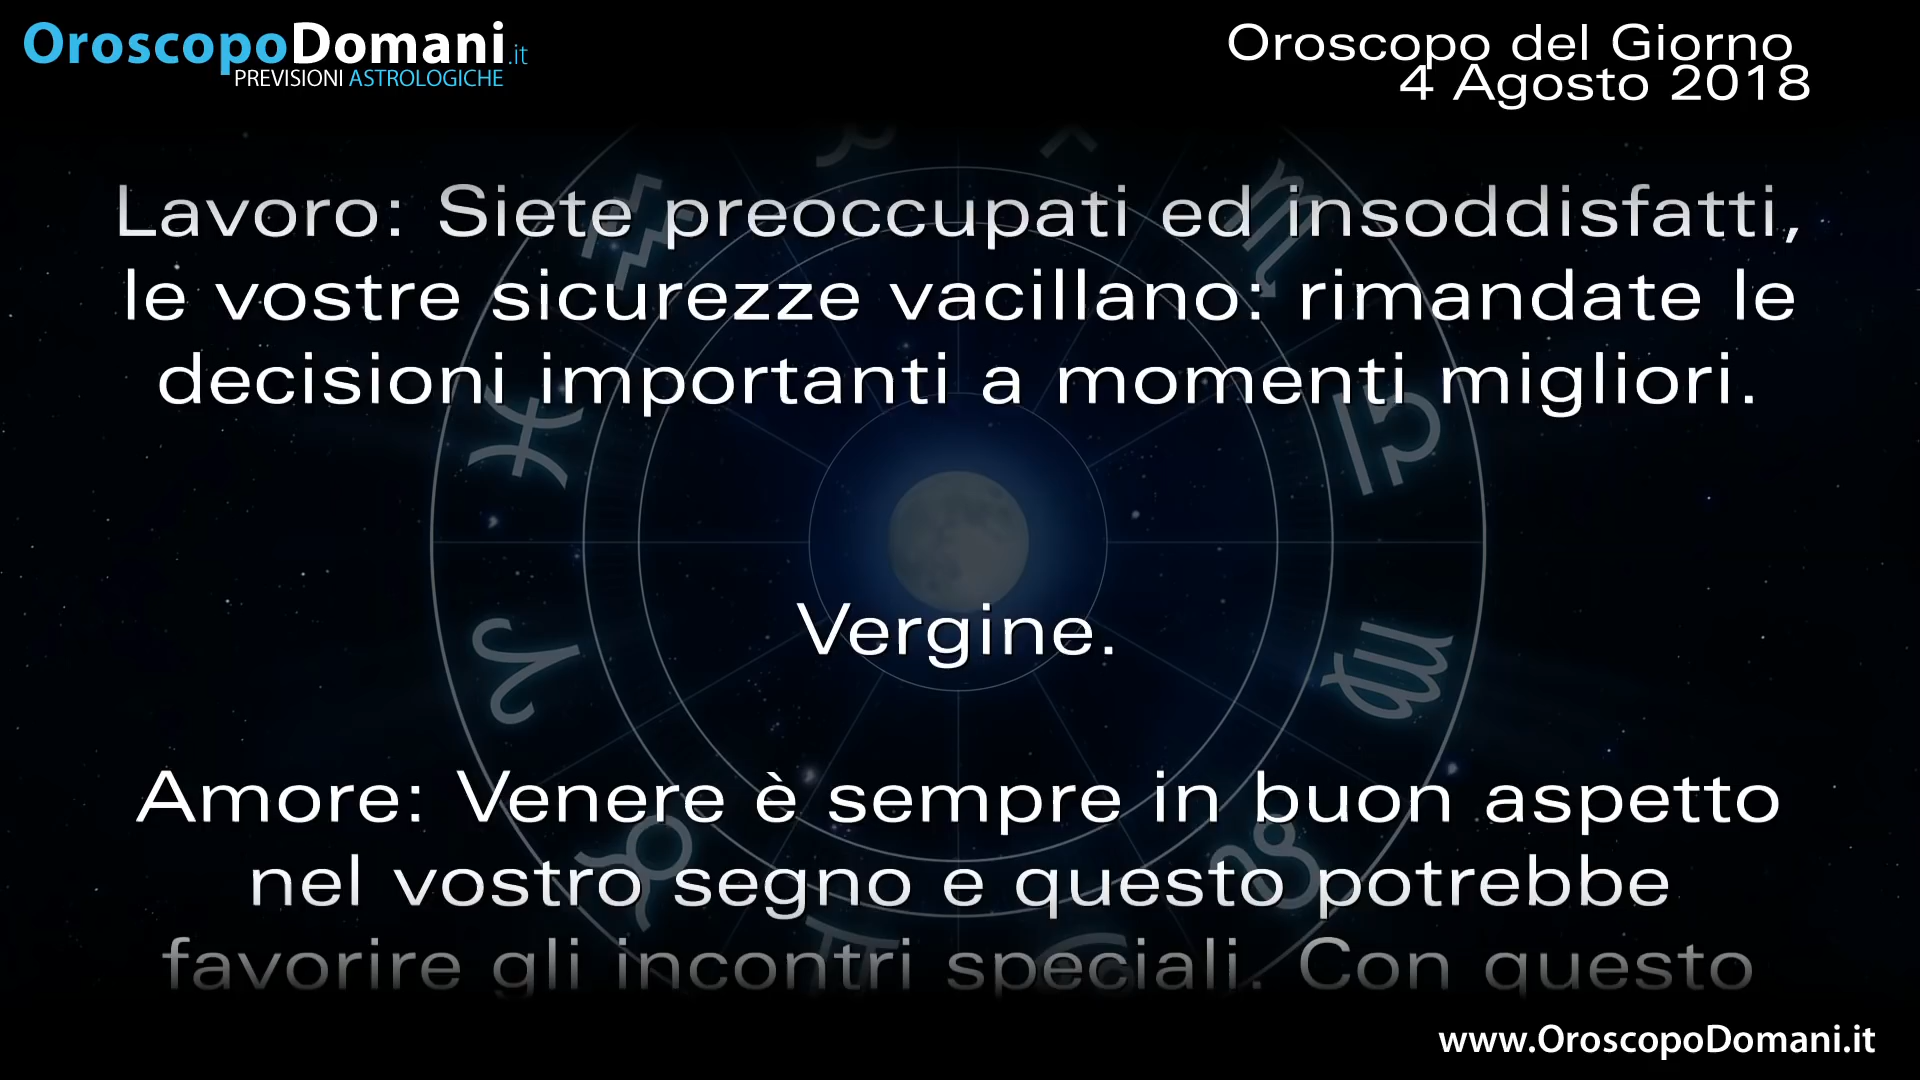 OroscopoDomani.it
PREVISIONI ASTROLOGICHE
Oroscopo del Giorno
4 Agosto 2018
Lavoro: Siete preoccupati ed insoddisfatti,
le vostre sicurezze vacillano: rimandate le
decisioni importanti a momenti migliori.
Vergine.
Amore: Venere è sempre in buon aspetto
nel vostro segno e questo potrebbe
favorire gli incontri speciali. Con questo
www.OroscopoDomani.it